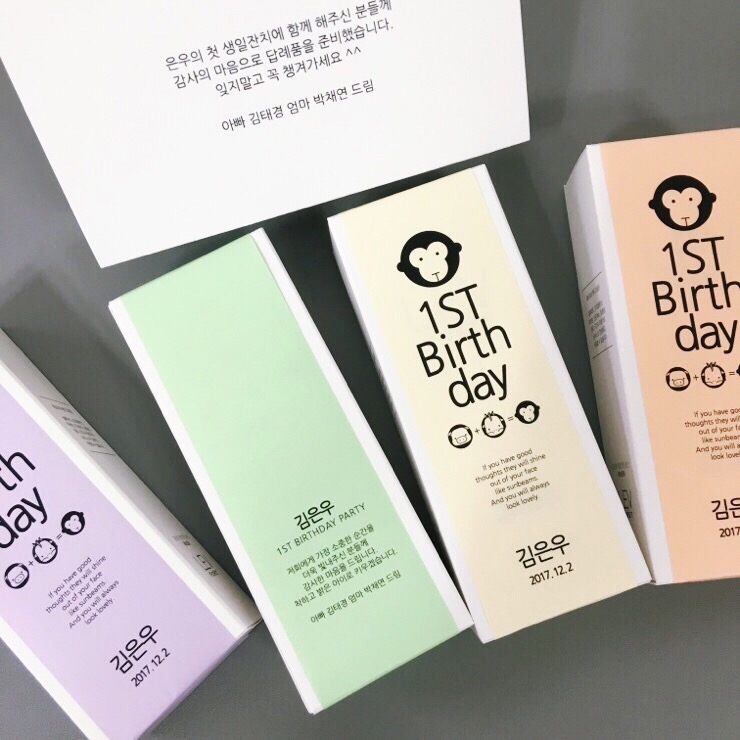 은우의 첫 생일잔치에 함께 해주신 분들께
감사의 마음으로 답례품을 준비했습니다.
잊지말고 꼭 챙겨가세요 ^^
아빠 김태경 엄마 박채연 드림
th
day
+ =
If you have good
thoughts they will shine
out of your face
like sunbeams.
And you will always
look lovely.
김은우
2017.12.2
김은우
1ST BIRTHDAY PARTY
저희에게 가장 소중한 순간을
더욱 빛내주신 분들께
감사한 마음을 드립니다.
착하고 밝은 아이로 키우겠습니다.
아빠 김태경 엄마 박채연 드림
1ST
Birth
day
+ =
If you have good
thoughts they will shine
out of your face
like sunbeams.
And you will always
look lovely.
김은우
2017.12.2
1ST
Birth
day
+ =
If you have good
thoughts they will shine
out of your face
like sunbeams.
And you will always
look lovely.
김은
2017.